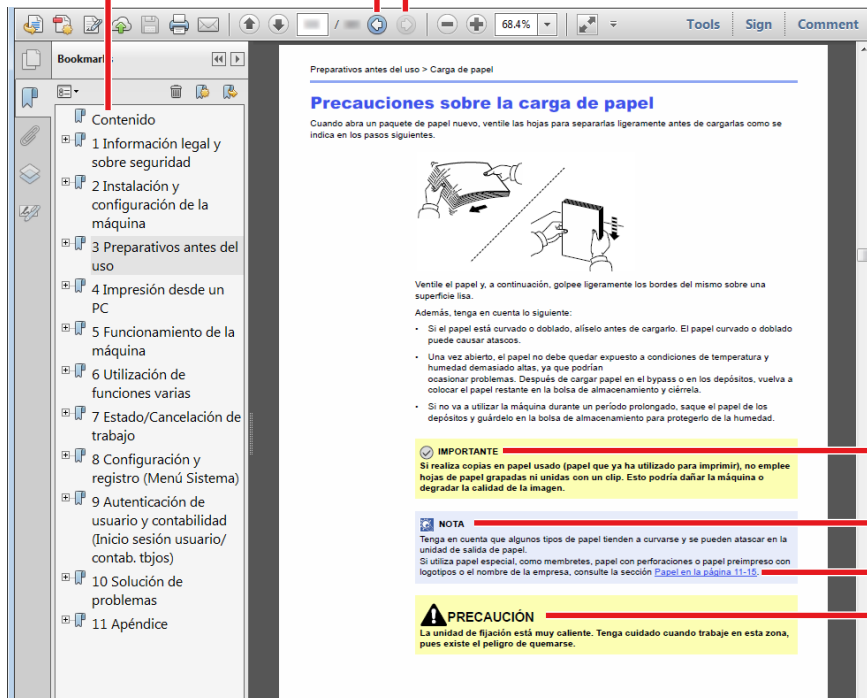 /
68.4%
Tools
Sign
Comment
Bookmar
Contenido
1 Información legal y
sobre seguridad
2 Instalación y
configuración de la
máquina
3 Preparativos antes del
uso
4 Impresión desde un
PC
5 Funcionamiento de la
máquina
6 Utilización de
funciones varias
7 Estado/Cancelación de
trabajo
8 Configuración y
registro (Menú Sistema)
9 Autenticación de
usuario y contabilidad
(Inicio sesión usuario/
contab. tbjos)
10 Solución de
problemas
11 Apéndice
Preparativos antes del uso > Carga de papel
Precauciones sobre la carga de papel
Cuando abra un paquete de papel nuevo, ventile las hojas para separarlas ligeramente antes de cargarlas como se
indica en los pasos siguientes.
Ventile el papel y, a continuación, golpee ligeramente los bordes del mismo sobre una
superficie lisa.
Además, tenga en cuenta lo siguiente:
• Si el papel está curvado o doblado, alíselo antes de cargarlo. El papel curvado o doblado
puede causar atascos.
• Una vez abierto, el papel no debe quedar expuesto a condiciones de temperatura y
humedad demasiado altas, ya que podrían
ocasionar problemas. Después de cargar papel en el bypass o en los depósitos, vuelva a
colocar el papel restante en la bolsa de almacenamiento y ciérrela.
• Si no va a utilizar la máquina durante un período prolongado, saque el papel de los
depósitos y guárdelo en la bolsa de almacenamiento para protegerlo de la humedad.
IMPORTANTE
Si realiza copias en papel usado (papel que ya ha utilizado para imprimir), no emplee
hojas de papel grapadas ni unidas con un clip. Esto podría dañar la máquina o
degradar la calidad de la imagen.
NOTA
Tenga en cuenta que algunos tipos de papel tienden a curvarse y se pueden atascar en la
unidad de salida de papel.
Si utiliza papel especial, como membretes, papel con perforaciones o papel preimpreso con
logotipos o el nombre de la empresa, consulte la sección Papel en la página 11-15.
PRECAUCIÓN
La unidad de fijación está muy caliente. Tenga cuidado cuando trabaje en esta zona,
pues existe el peligro de quemarse.